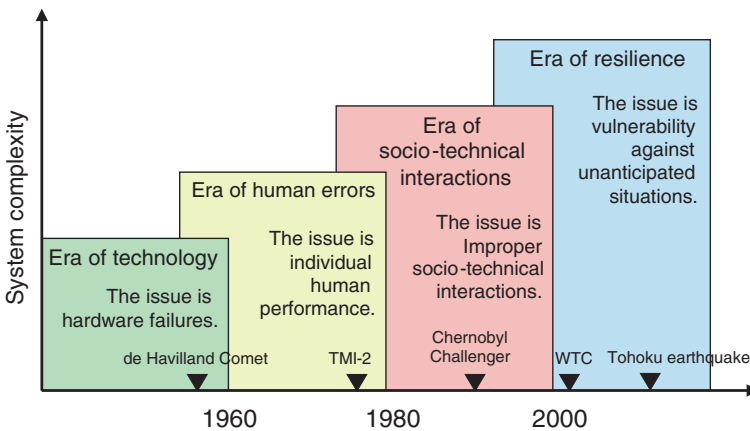 System complexity
Era of technology
The issue is
hardware failures.
Era of human errors
The issue is
individual
human
performance.
Era of
socio-technical
interactions
The issue is
Improper
socio-technical
interactions.
Era of resilience
The issue is
vulnerability
against
unanticipated
situations.
de Havilland Comet
TMI-2
Chernobyl
Challenger
WTC
Tohoku earthquake
1960
1980
2000